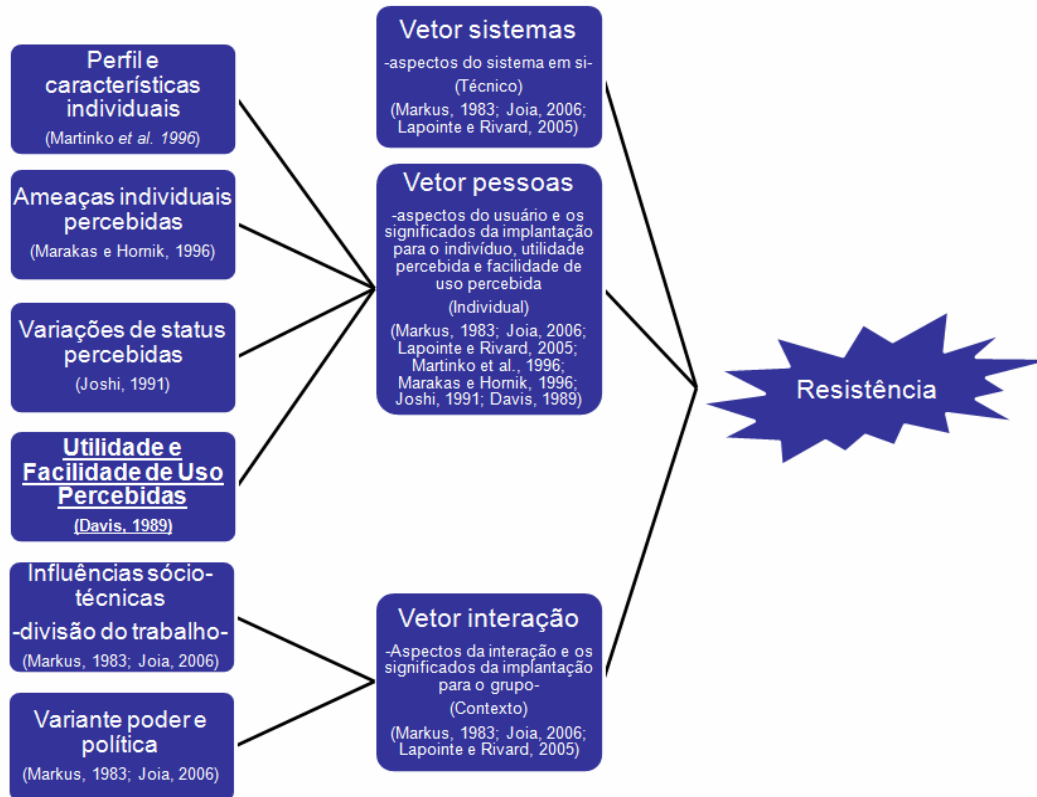 Perfil e
características
individuais
(Martinko et al. 1996)
Ameaças individuais
percebidas
(Marakas e Hornik, 1996)
Variações de status
percebidas
(Joshi, 1991)
Utilidade e
Facilidade de Uso
Percebidas
(Davis, 1989)
Influências sócio-
técnicas
-divisão do trabalho-
(Markus, 1983; Joia, 2006)
Variante poder e
política
(Markus, 1983; Joia, 2006)
Vetor sistemas
-aspectos do sistema em si-
(Técnico)
(Markus, 1983; Joia, 2006;
Lapointe e Rivard, 2005)
Vetor pessoas
-aspectos do usuário e os
significados da implantação
para o indivíduo, utilidade
percebida e facilidade de
uso percebida
(Individual)
(Markus, 1983; Joia, 2006;
Lapointe e Rivard, 2005;
Martinko et al., 1996;
Marakas e Hornik, 1996;
Joshi, 1991; Davis, 1989)
Vetor interação
-Aspectos da interação e os
significados da implantação
para o grupo-
(Contexto)
(Markus, 1983; Joia, 2006;
Lapointe e Rivard, 2005)
Resistência